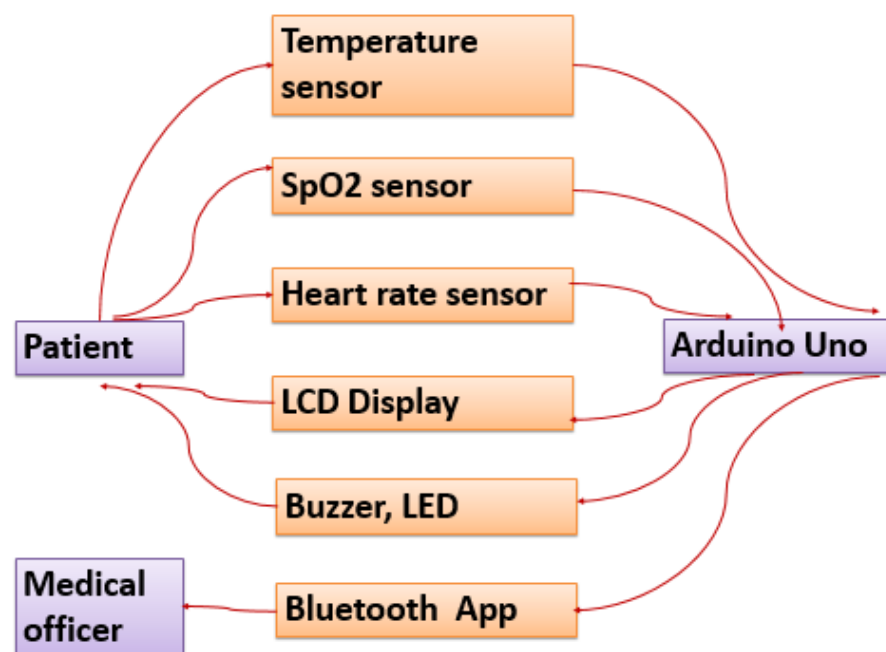 Temperature
sensor
SpO2 sensor
Heart rate sensor
Patient
Arduino Uno
LCD Display
Buzzer, LED
Medical
officer
Bluetooth  App